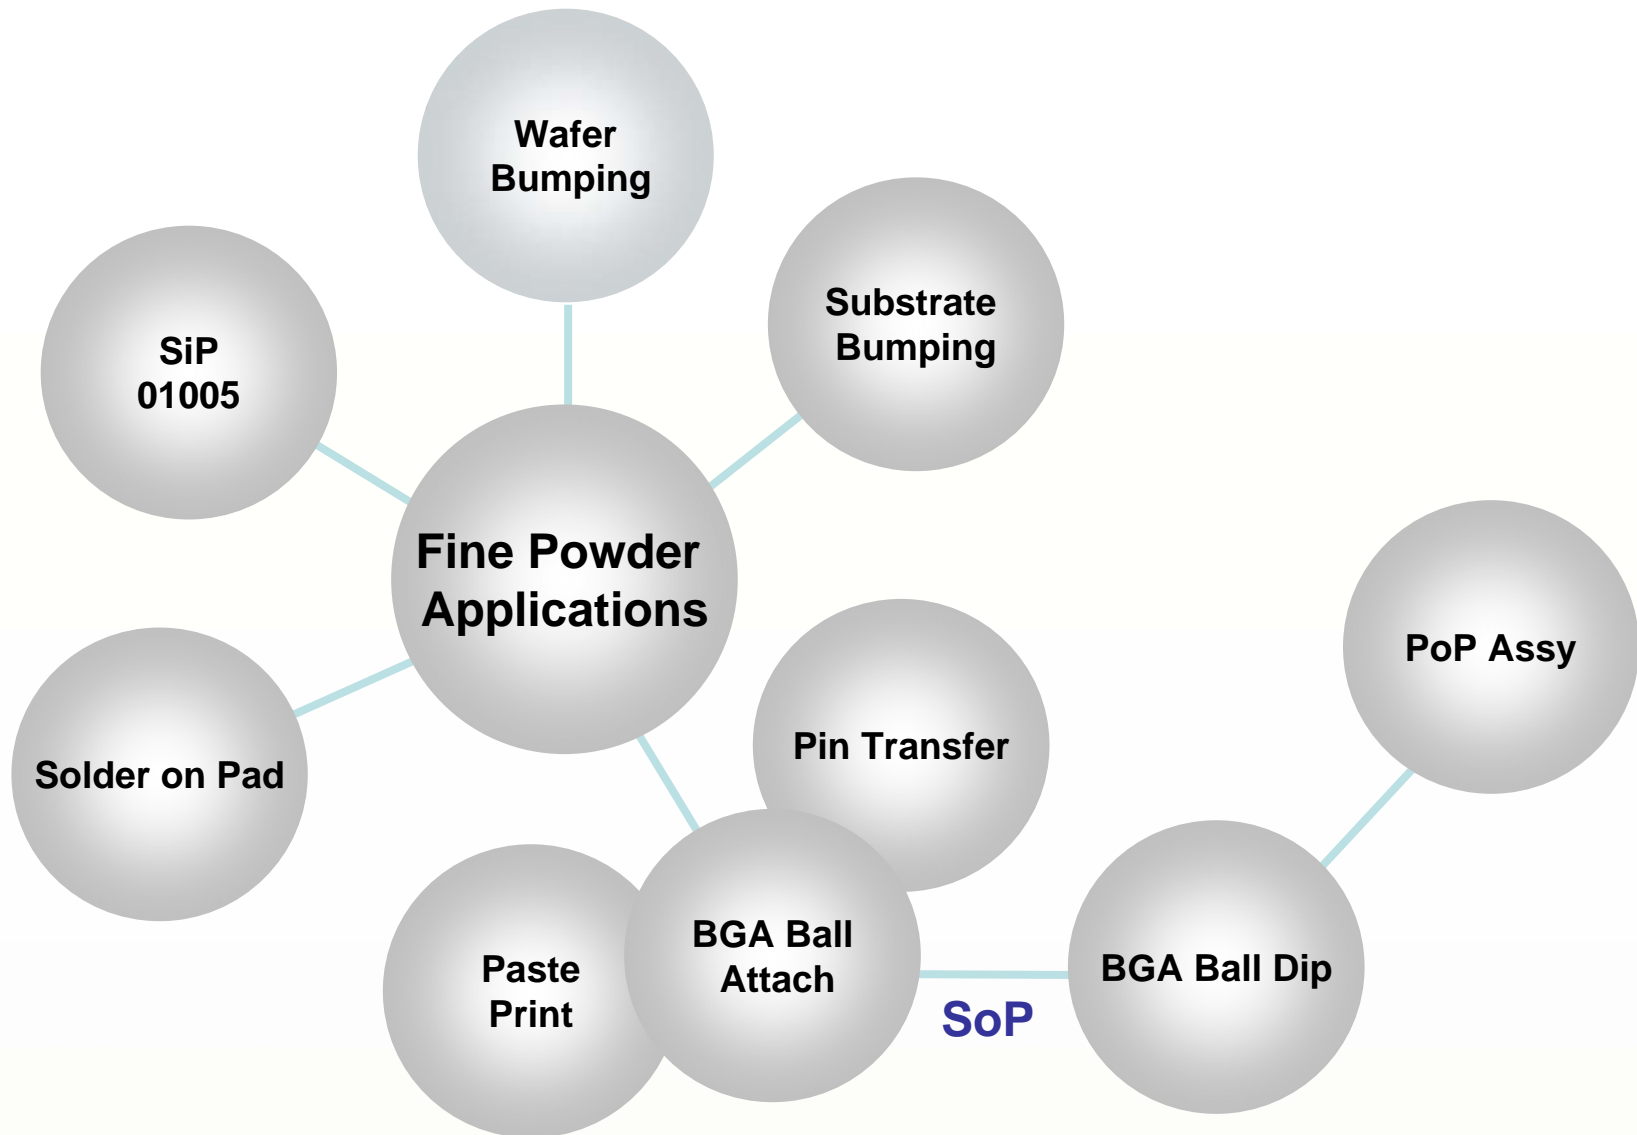 Wafer
Bumping
Substrate
Bumping
SiP
01005
Fine Powder
Applications
PoP Assy
Pin Transfer
Solder on Pad
BGA Ball
Attach
Paste
Print
BGA Ball Dip
SoP